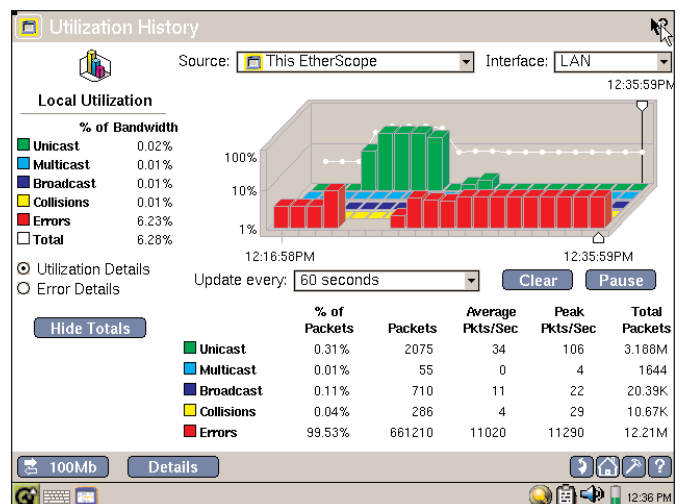 Utilization History
Source: This EtherScope Interface: LAN
12:35:59PM
Local Utilization
% of Bandwidth
Unicast 0.02%
Multicast 0.01%
Broadcast 0.01%
Collisions 0.01%
Errors 6.23%
Total 6.28%
100%
10%
1%
12:16:58PM 12:35:59PM
Utilization Details
Error Details
Update every: 60 seconds Clear Pause
Hide Totals
% of Packets Packets Average Pkts/Sec Peak Pkts/Sec Total Packets
Unicast 0.31% 2075 34 106 3.188M
Multicast 0.01% 55 0 4 1644
Broadcast 0.11% 710 11 22 20.39K
Collisions 0.04% 286 4 29 10.67K
Errors 99.53% 661210 11020 11290 12.21M
100Mb Details ?
12:36 PM